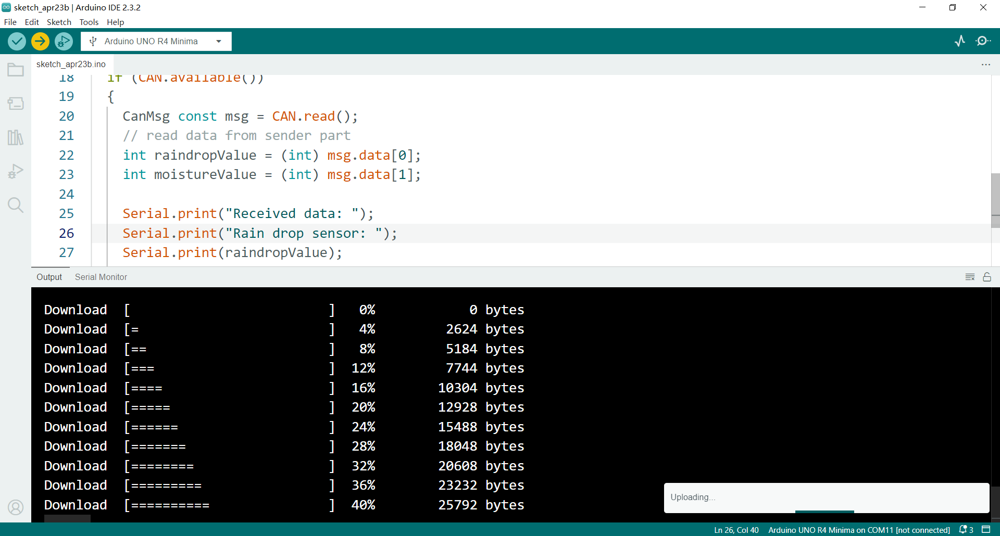 sketch_apr23b | Arduino IDE 2.3.2
File Edit Sketch Tools Help
Arduino UNO R4 Minima
sketch_apr23b.ino
18 if (CAN.available())
19 {
20 CanMsg const msg = CAN.read();
21 // read data from sender part
22 int raindropValue = (int) msg.data[0];
23 int moistureValue = (int) msg.data[1];
24
25 Serial.print("Received data: ");
26 Serial.print("Rain drop sensor: ");
27 Serial.print(raindropValue);
Output Serial Monitor
Download [ ] 0% 0 bytes
Download [= ] 4% 2624 bytes
Download [== ] 8% 5184 bytes
Download [=== ] 12% 7744 bytes
Download [==== ] 16% 10304 bytes
Download [===== ] 20% 12928 bytes
Download [====== ] 24% 15488 bytes
Download [======= ] 28% 18048 bytes
Download [======== ] 32% 20608 bytes
Download [========= ] 36% 23232 bytes
Download [========== ] 40% 25792 bytes
Uploading...
Ln 26, Col 40 Arduino UNO R4 Minima on COM11 [not connected] 3